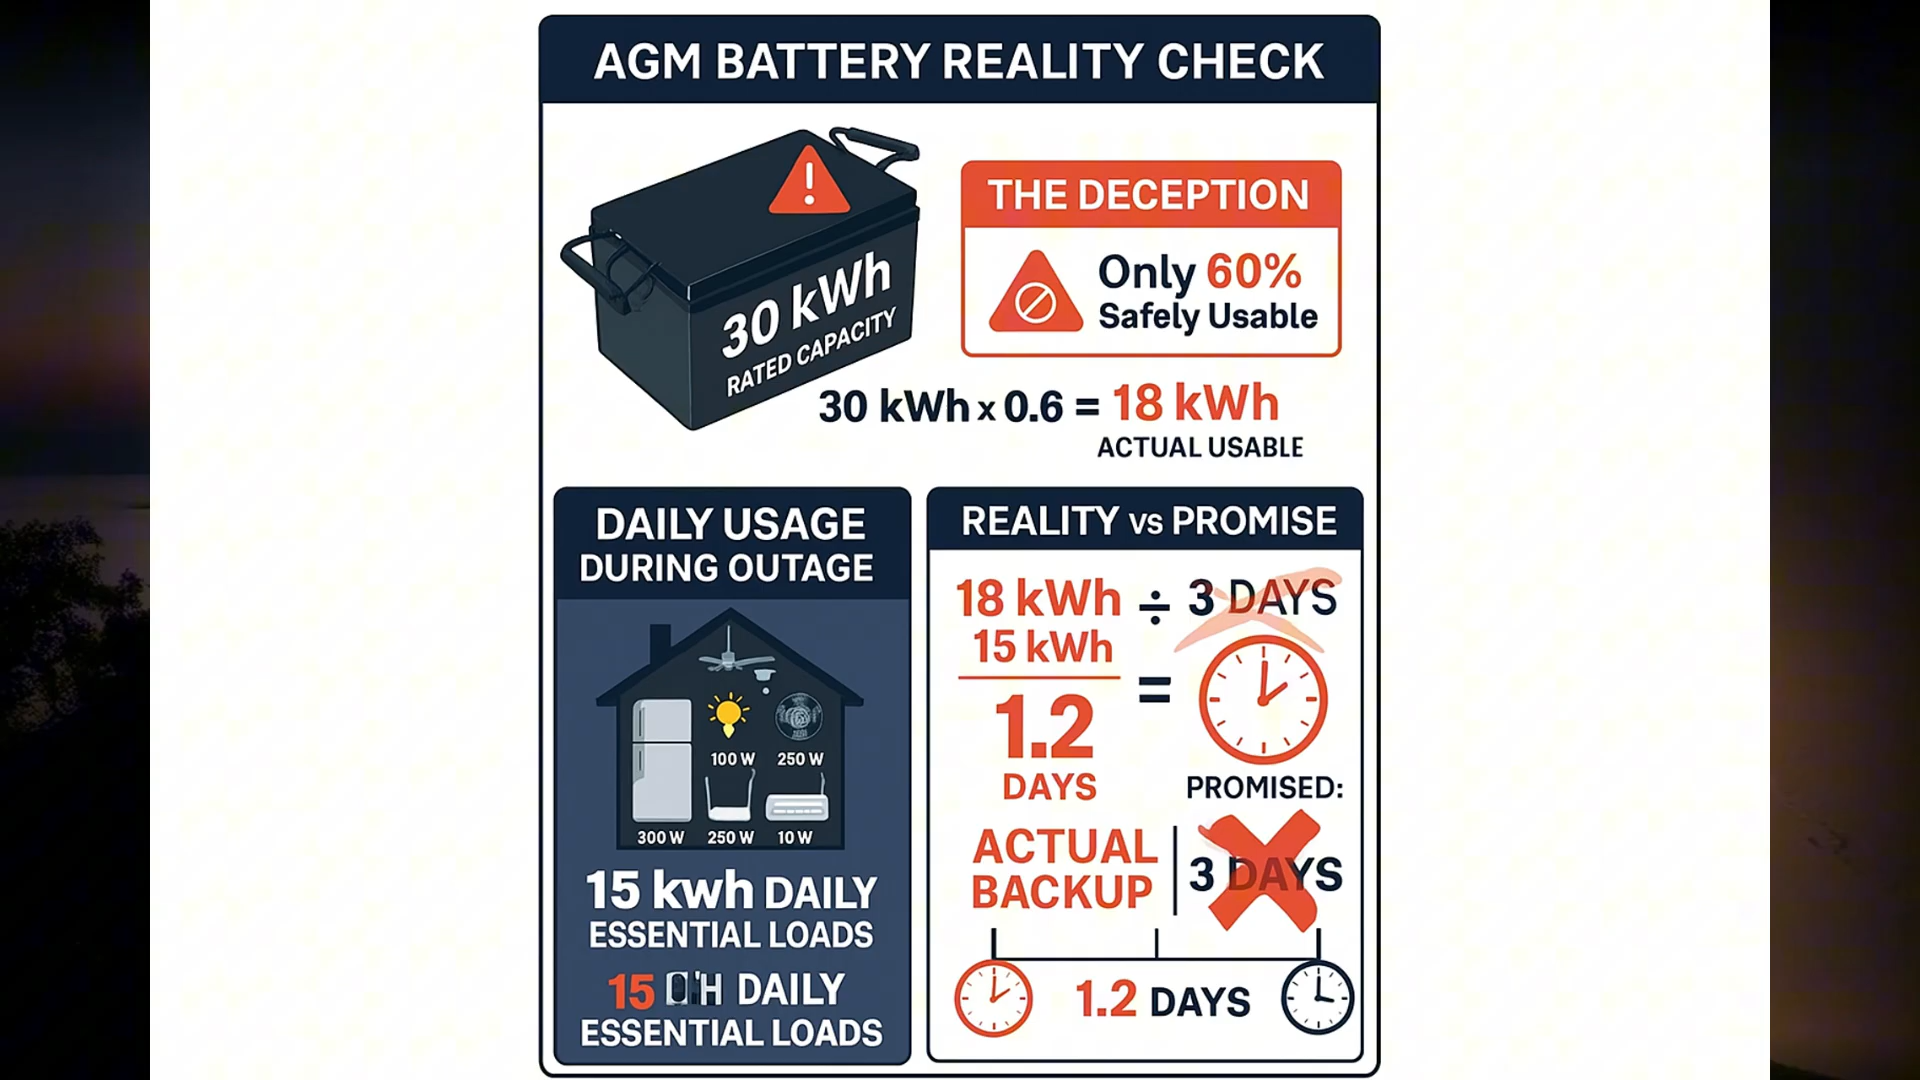 AGM BATTERY REALITY CHECK
30 kWh
RATED CAPACITY
THE DECEPTION
Only 60%
Safely Usable
30 kWh x 0.6 = 18 kWh
ACTUAL USABLE
DAILY USAGE
DURING OUTAGE
100 W 250 W
300 W 250 W 10 W
15 kwh DAILY
ESSENTIAL LOADS
15 DAILY
ESSENTIAL LOADS
REALITY vs PROMISE
18 kWh ÷ 3 DAYS
15 kWh
=
1.2
DAYS
PROMISED:
ACTUAL
BACKUP
3 DAYS
1.2 DAYS